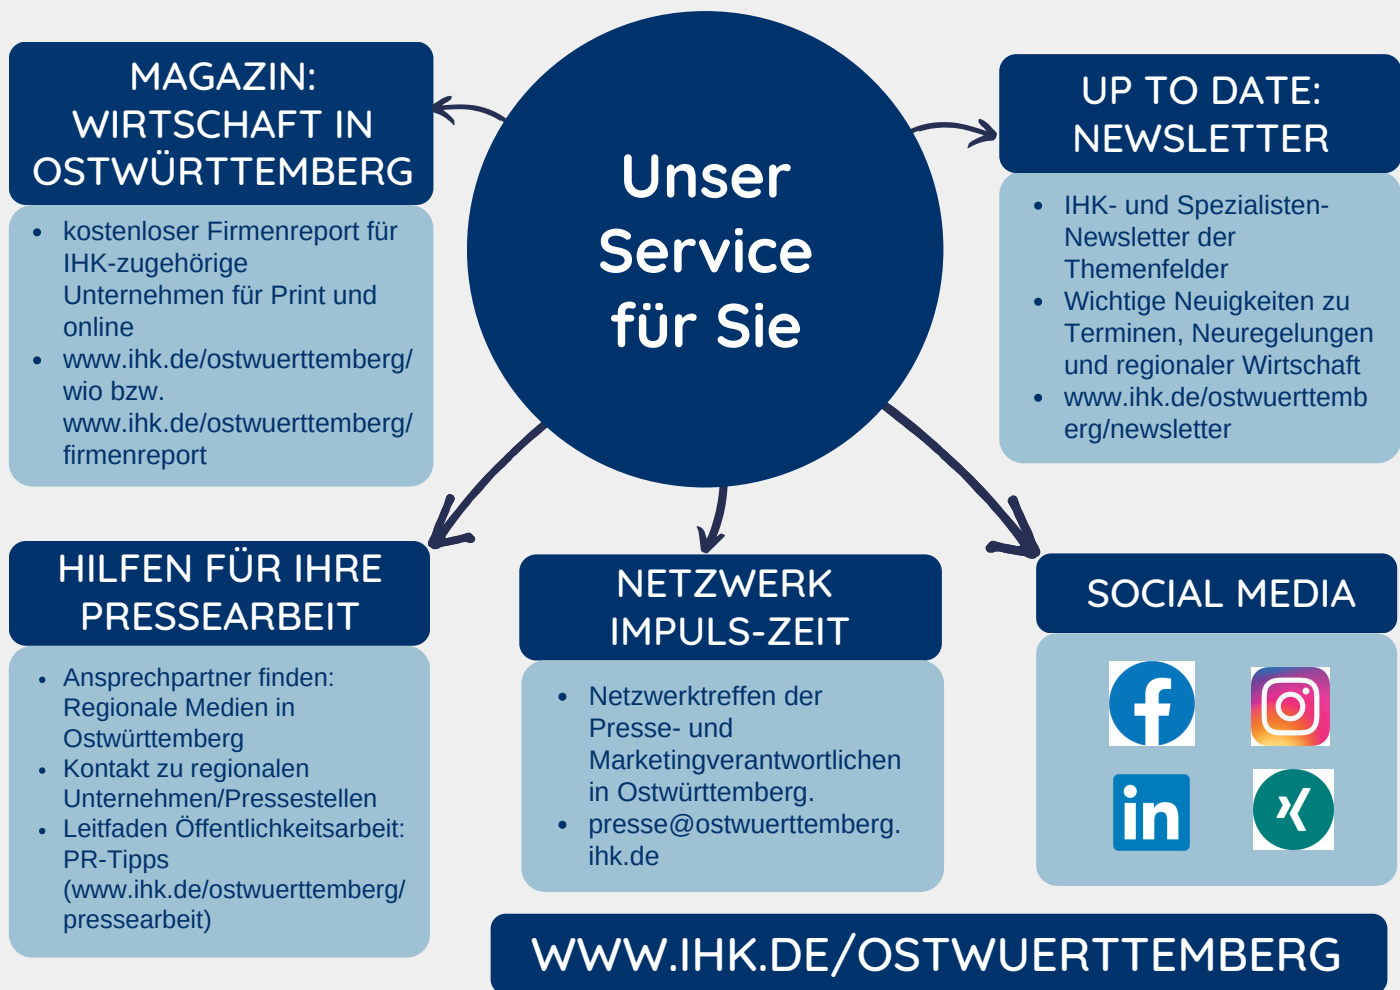 Unser
Service
für Sie
MAGAZIN:
WIRTSCHAFT IN
OSTWÜRTTEMBERG
• kostenloser Firmenreport für
IHK-zugehörige
Unternehmen für Print und
online
• www.ihk.de/ostwuerttemberg/
wio bzw.
www.ihk.de/ostwuerttemberg/
firmenreport
UP TO DATE:
NEWSLETTER
• IHK- und Spezialisten-
Newsletter der
Themenfelder
• Wichtige Neuigkeiten zu
Terminen, Neuregelungen
und regionaler Wirtschaft
• www.ihk.de/ostwuerttemb
erg/newsletter
HILFEN FÜR IHRE
PRESSEARBEIT
• Ansprechpartner finden:
Regionale Medien in
Ostwürttemberg
• Kontakt zu regionalen
Unternehmen/Pressestellen
• Leitfaden Öffentlichkeitsarbeit:
PR-Tipps
(www.ihk.de/ostwuerttemberg/
pressearbeit)
NETZWERK
IMPULS-ZEIT
• Netzwerktreffen der
Presse- und
Marketingverantwortlichen
in Ostwürttemberg.
• presse@ostwuerttemberg.
ihk.de
SOCIAL MEDIA
in
WWW.IHK.DE/OSTWUERTTEMBERG